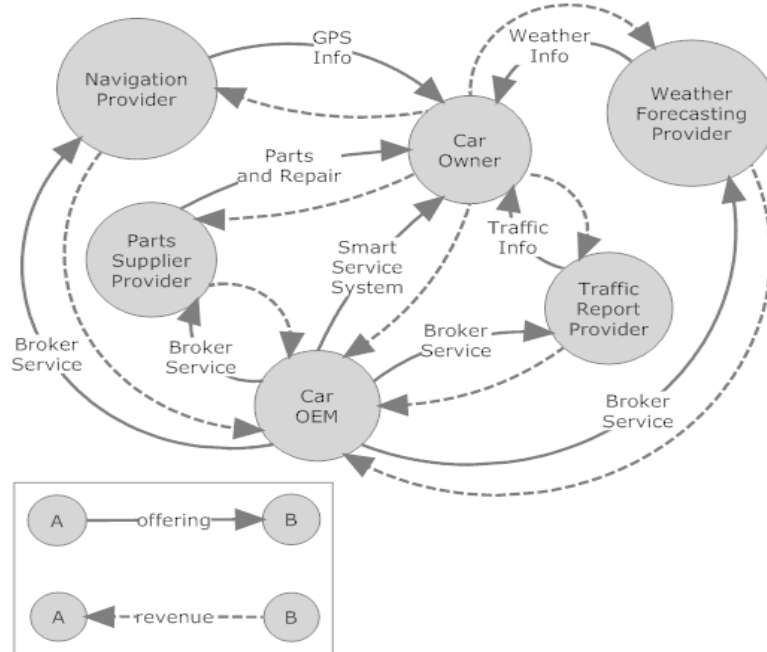 GPS
Info
Weather
Info
Navigation
Provider
Weather
Forecasting
Provider
Car
Owner
Parts
and Repair
Parts
Supplier
Provider
Smart
Service
System
Traffic
Info
Traffic
Report
Provider
Broker
Service
Broker
Service
Broker
Service
Broker
Service
Car
OEM
A
offering
B
A
revenue
B